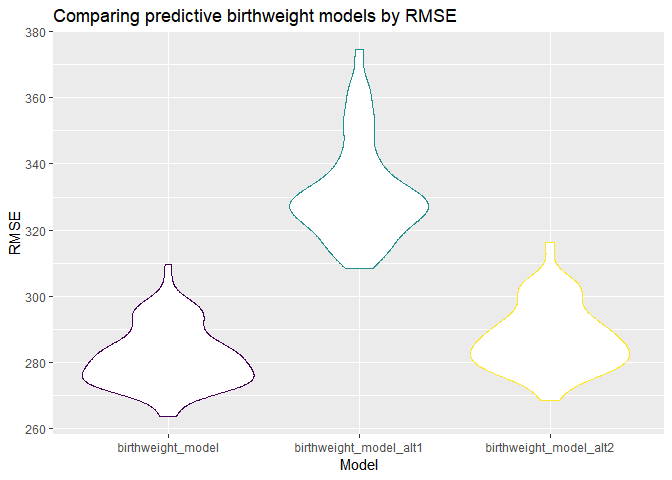 Comparing predictive birthweight models by RMSE
380
360
340
320
300
280
260
RMSE
birthweight_model
birthweight_model_alt1
birthweight_model_alt2
Model